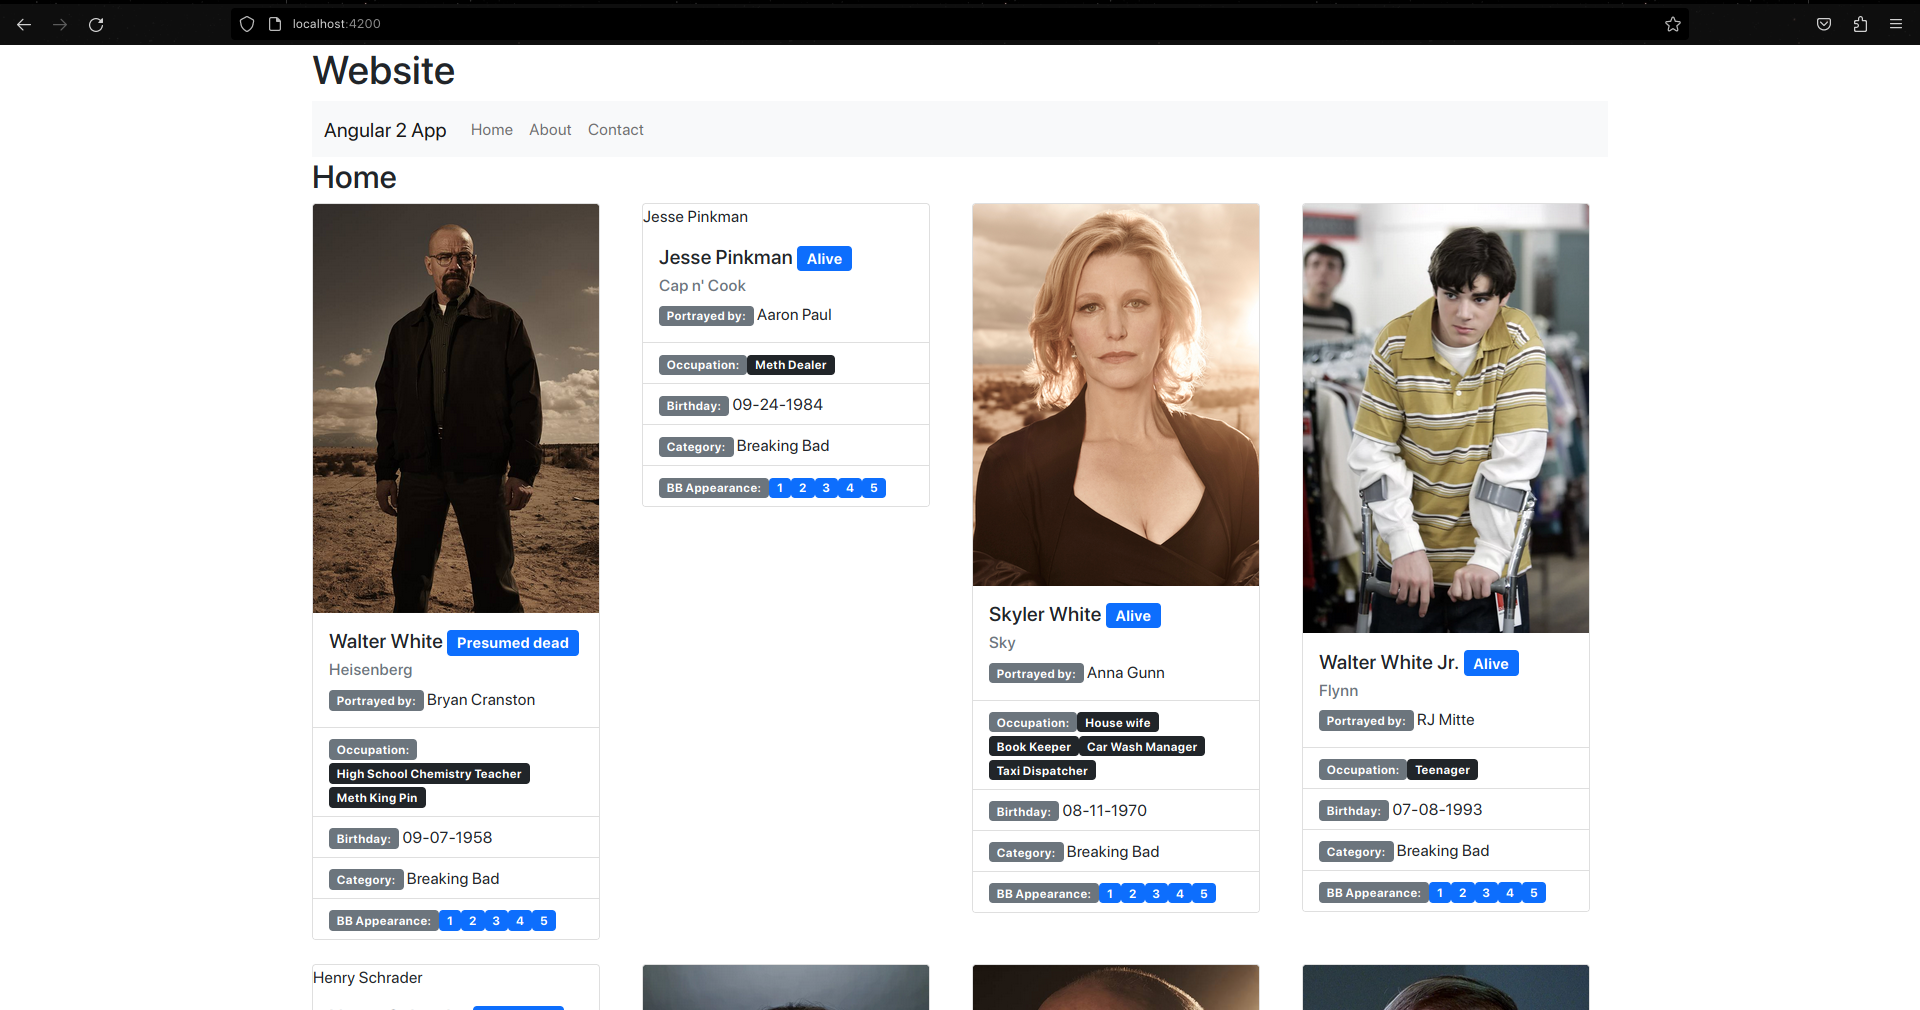 localhost:4200
Website
Angular 2 App Home About Contact
Home
Walter White Presumed dead
Heisenberg
Portrayed by: Bryan Cranston
Occupation:
High School Chemistry Teacher
Meth King Pin
Birthday: 09-07-1958
Category: Breaking Bad
BB Appearance: 1 2 3 4 5
Jesse Pinkman
Jesse Pinkman Alive
Cap n' Cook
Portrayed by: Aaron Paul
Occupation: Meth Dealer
Birthday: 09-24-1984
Category: Breaking Bad
BB Appearance: 1 2 3 4 5
Skyler White Alive
Sky
Portrayed by: Anna Gunn
Occupation: House wife
Book Keeper Car Wash Manager
Taxi Dispatcher
Birthday: 08-11-1970
Category: Breaking Bad
BB Appearance: 1 2 3 4 5
Walter White Jr. Alive
Flynn
Portrayed by: RJ Mitte
Occupation: Teenager
Birthday: 07-08-1993
Category: Breaking Bad
BB Appearance: 1 2 3 4 5
Henry Schrader